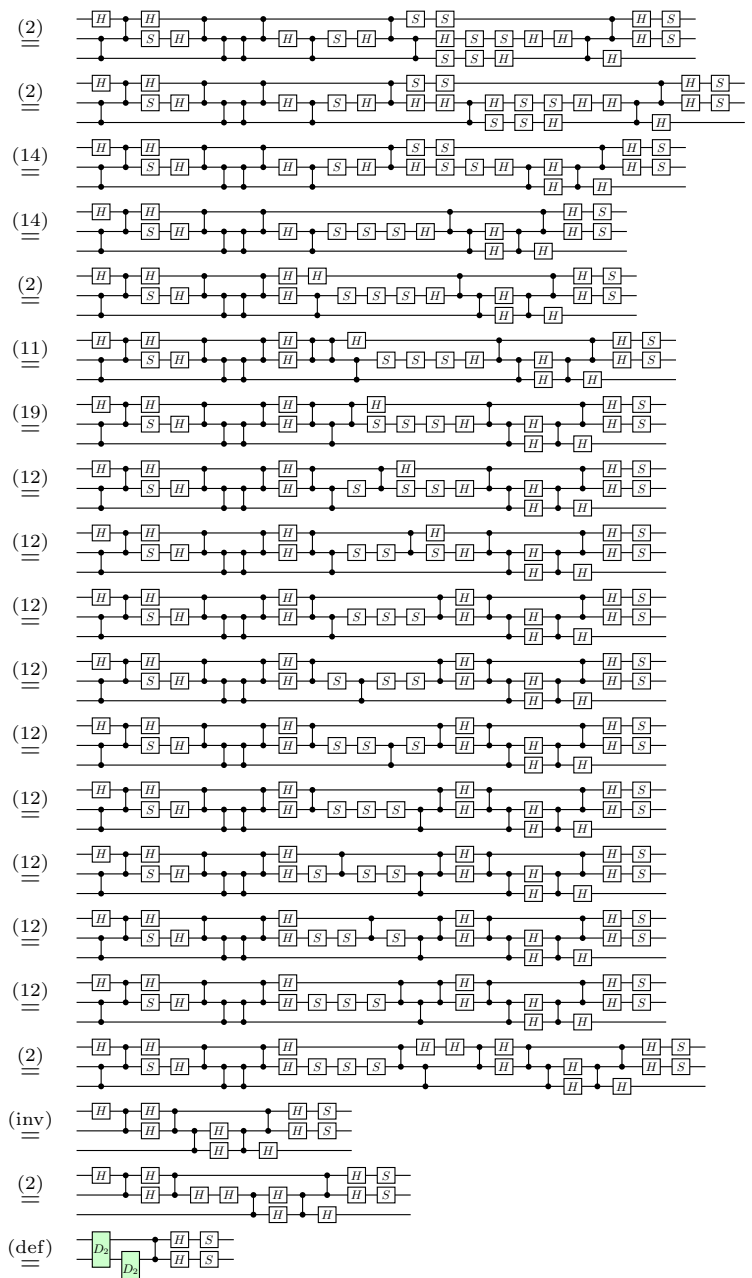 H H S S H S
(2) = S H H S H H S S H H H S
S S H H
H H S S H S
(2) = S H H S H H H H S S H H H S
S S H H
H H S S H S
(14) = S H H S H H S S H H H S
H H
H H H S
(14) = S H H S S S H H H S
H H
H H H H H S
(2) = S H H S S S H H H S
H H
H H H H H S
(11) = S H H S S S H H H S
H H
H H H H H S
(19) = S H H S S S H H H S
H H
H H H H H S
(12) = S H H S S S H H H S
H H
H H H H H S
(12) = S H H S S S H H H S
H H
H H H H H S
(12) = S H H S S S H H H S
H H
H H H H H S
(12) = S H H S S S H H H S
H H
H H H H H S
(12) = S H H S S S H H H S
H H
H H H H H S
(12) = S H H S S S H H H S
H H
H H H H H S
(12) = S H H S S S H H H S
H H
H H H H H S
(12) = S H H S S S H H H S
H H
H H H H H S
(12) = S H H S S S H H H S
H H
H H H H H H H S
(2) = S H H S S S H H H S
H H
H H H S
(inv) = H H H S
H H
H H H S
(2) = H H H H H S
H H
D₂ H S
(def) = D₂ H S